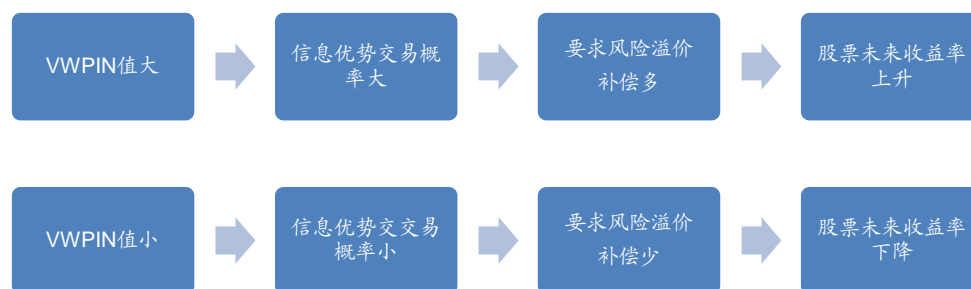 VWPIN值大
信息优势交易概
率大
要求风险溢价
补偿多
股票未来收益率
上升
VWPIN值小
信息优势交交易
概率小
要求风险溢价
补偿少
股票未来收益率
下降